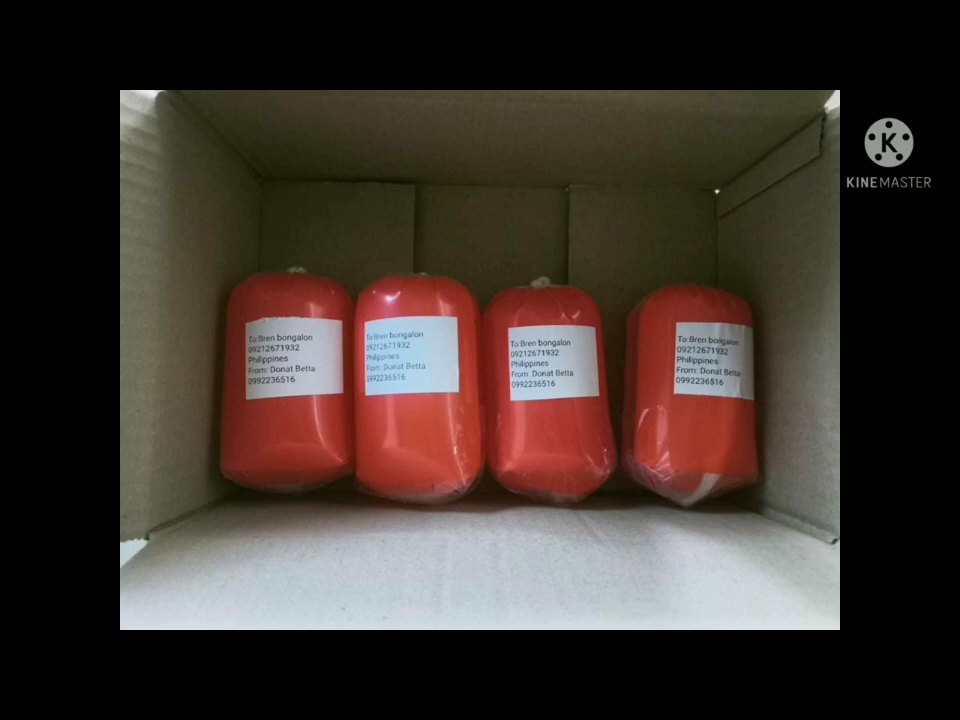 To:Bren bongalon
09212671932
Philippines
From: Donat Betta
0992236516
To:Bren bongalon
09212671932
Philippines
From: Donat Betta
0992236516
To:Bren bongalon
09212671932
Philippines
From: Donat Betta
0992236516
To:Bren bongalon
09212671932
Philippines
From: Donat Betta
0992236516
K
KINEMASTER